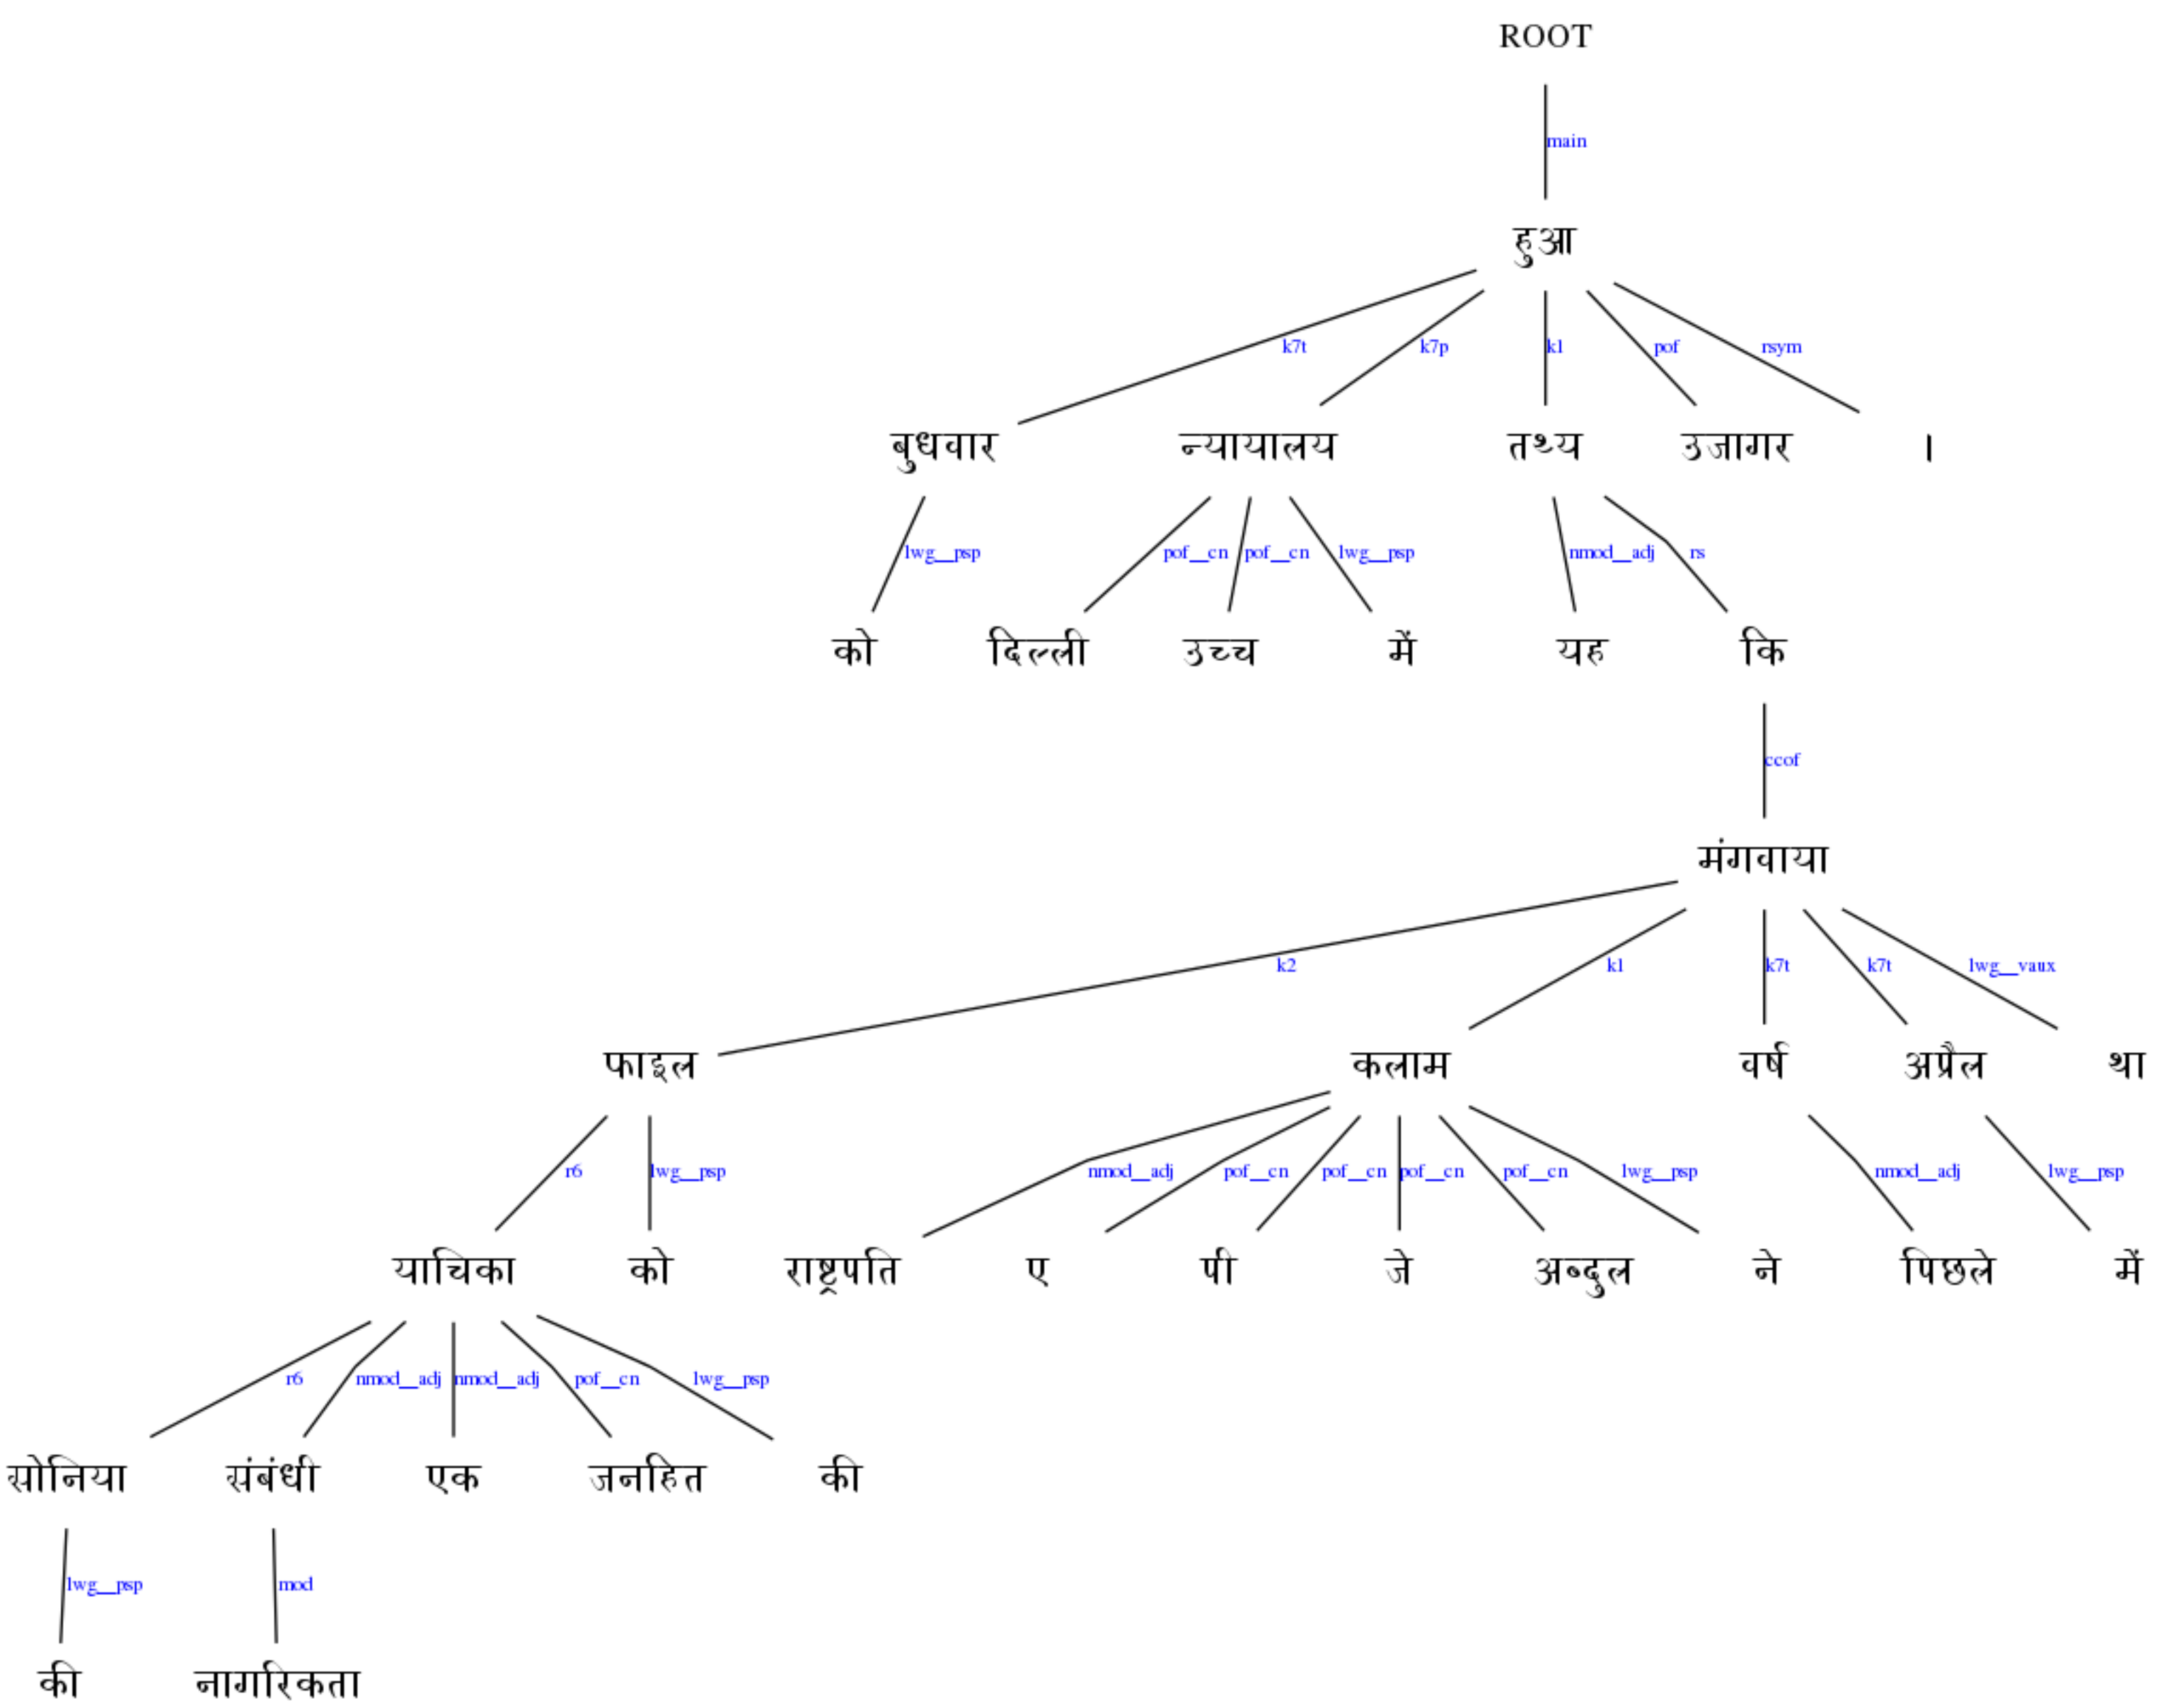 ROOT
main
हुआ
k7t k7p k1 pof rsym
बुधवार न्यायालय तथ्य उजागर ।
lwg__psp pof__cn pof__cn lwg__psp nmod__adj rs
को दिल्ली उच्च में यह कि
ccof
मंगवाया
k2 k1 k7t k7t lwg__vaux
फाइल कलाम वर्ष अप्रैल था
r6 lwg__psp nmod__adj pof__cn pof__cn pof__cn pof__cn lwg__psp nmod__adj lwg__psp
याचिका को राष्ट्रपति ए पी जे अब्दुल ने पिछले में
r6 nmod__adj nmod__adj pof__cn lwg__psp
सोनिया संबंधी एक जनहित की
lwg__psp mod
की नागरिकता